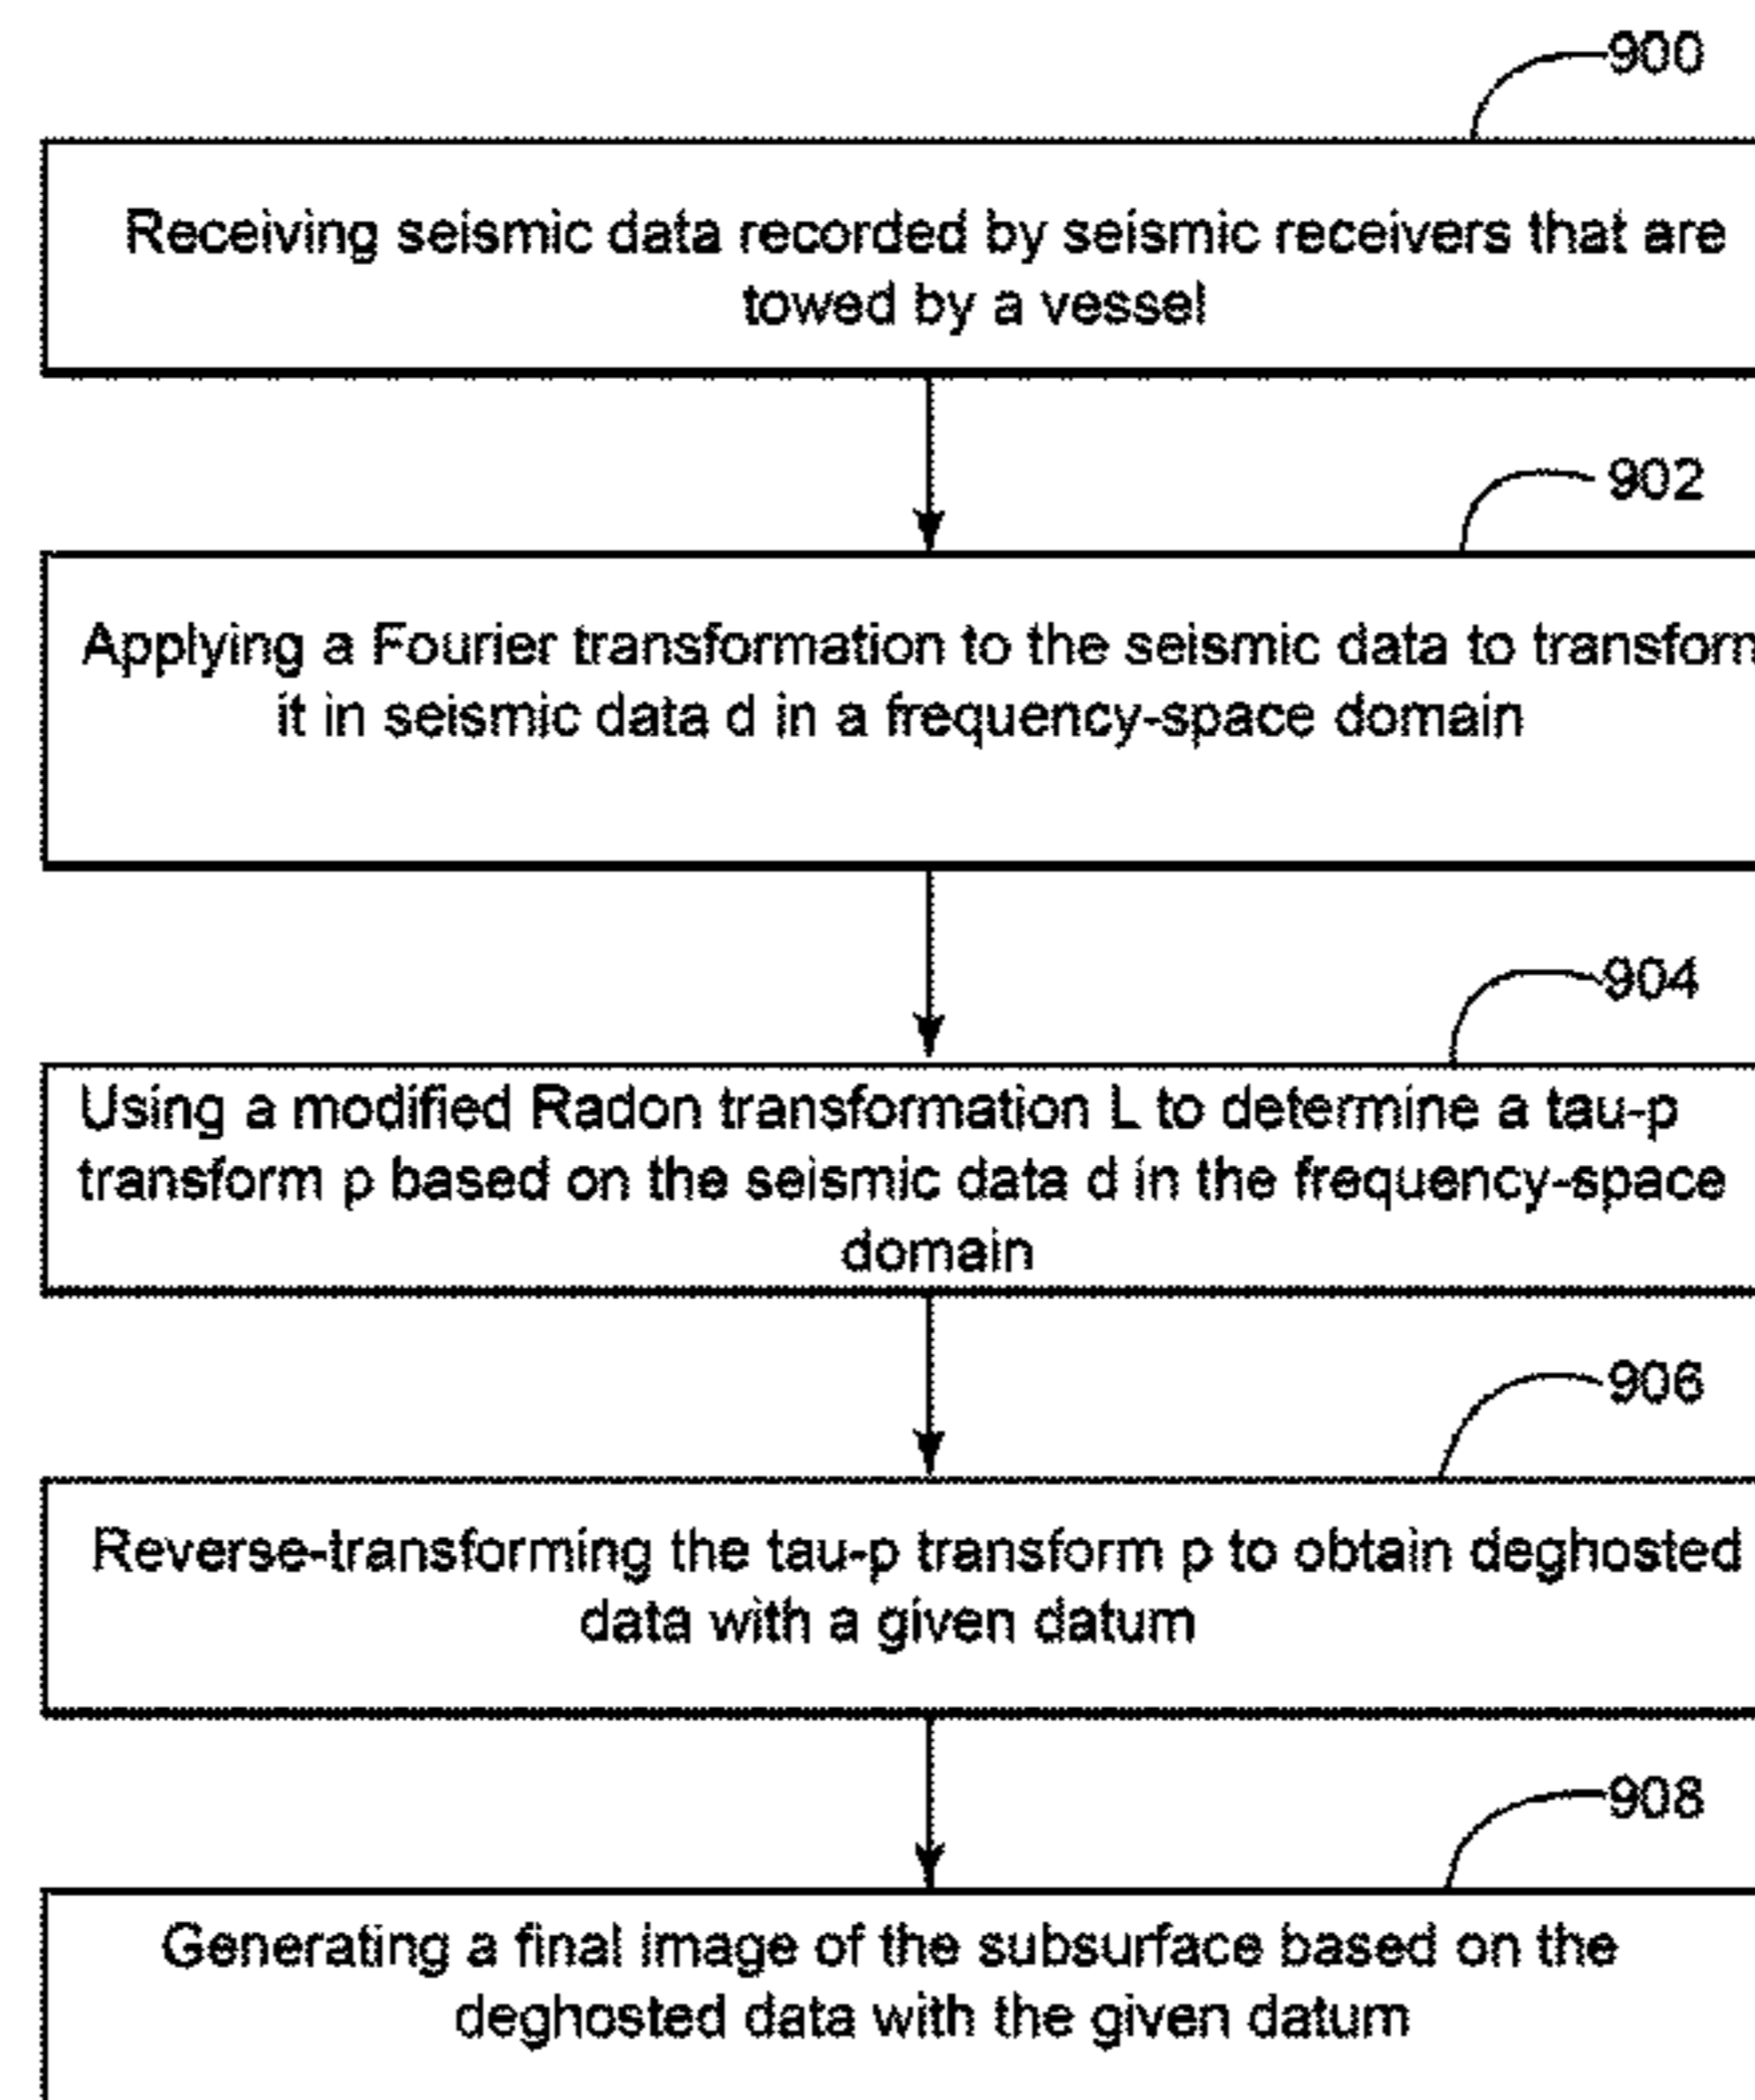 900
Receiving seismic data recorded by seismic receivers that are
towed by a vessel
902
Applying a Fourier transformation to the seismic data to transform
it in seismic data d in a frequency-space domain
904
Using a modified Radon transformation L to determine a tau-p
transform p based on the seismic data d in the frequency-space
domain
906
Reverse-transforming the tau-p transform p to obtain deghosted
data with a given datum
908
Generating a final image of the subsurface based on the
deghosted data with the given datum